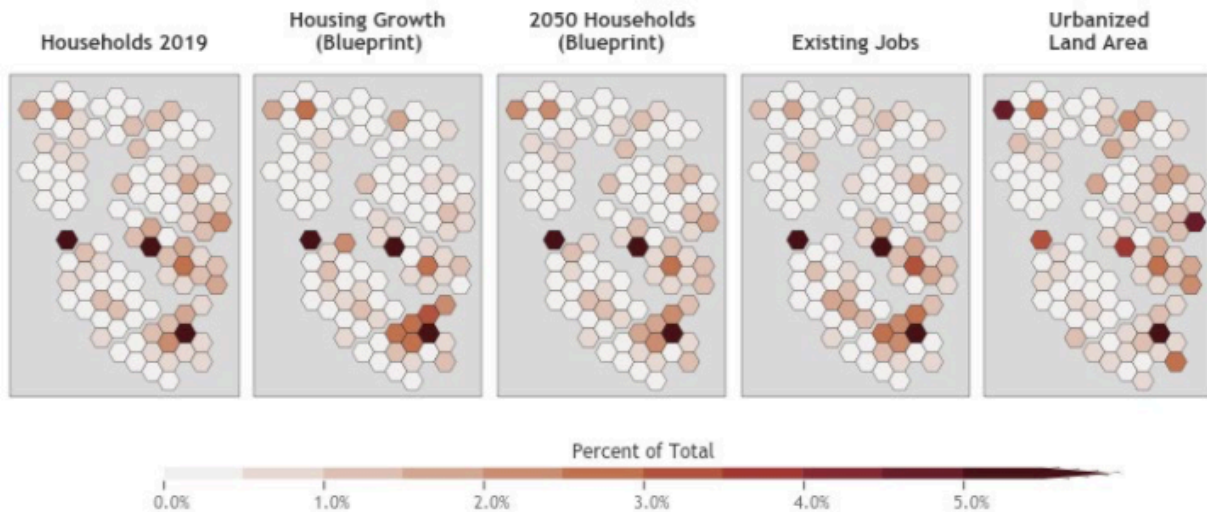 Households 2019
Housing Growth
(Blueprint)
2050 Households
(Blueprint)
Existing Jobs
Urbanized
Land Area
Percent of Total
0.0%
1.0%
2.0%
3.0%
4.0%
5.0%